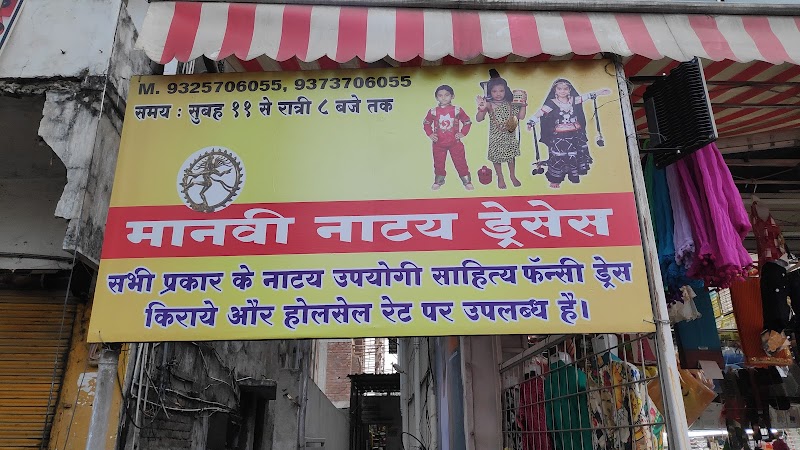 M. 9325706055, 9373706055
समय : सुबह ११ से रात्री ८ बजे तक
मानवी नाटय ड्रेसेस
सभी प्रकार के नाटय उपयोगी साहित्य फॅन्सी ड्रेस
किराये और होलसेल रेट पर उपलब्ध है।